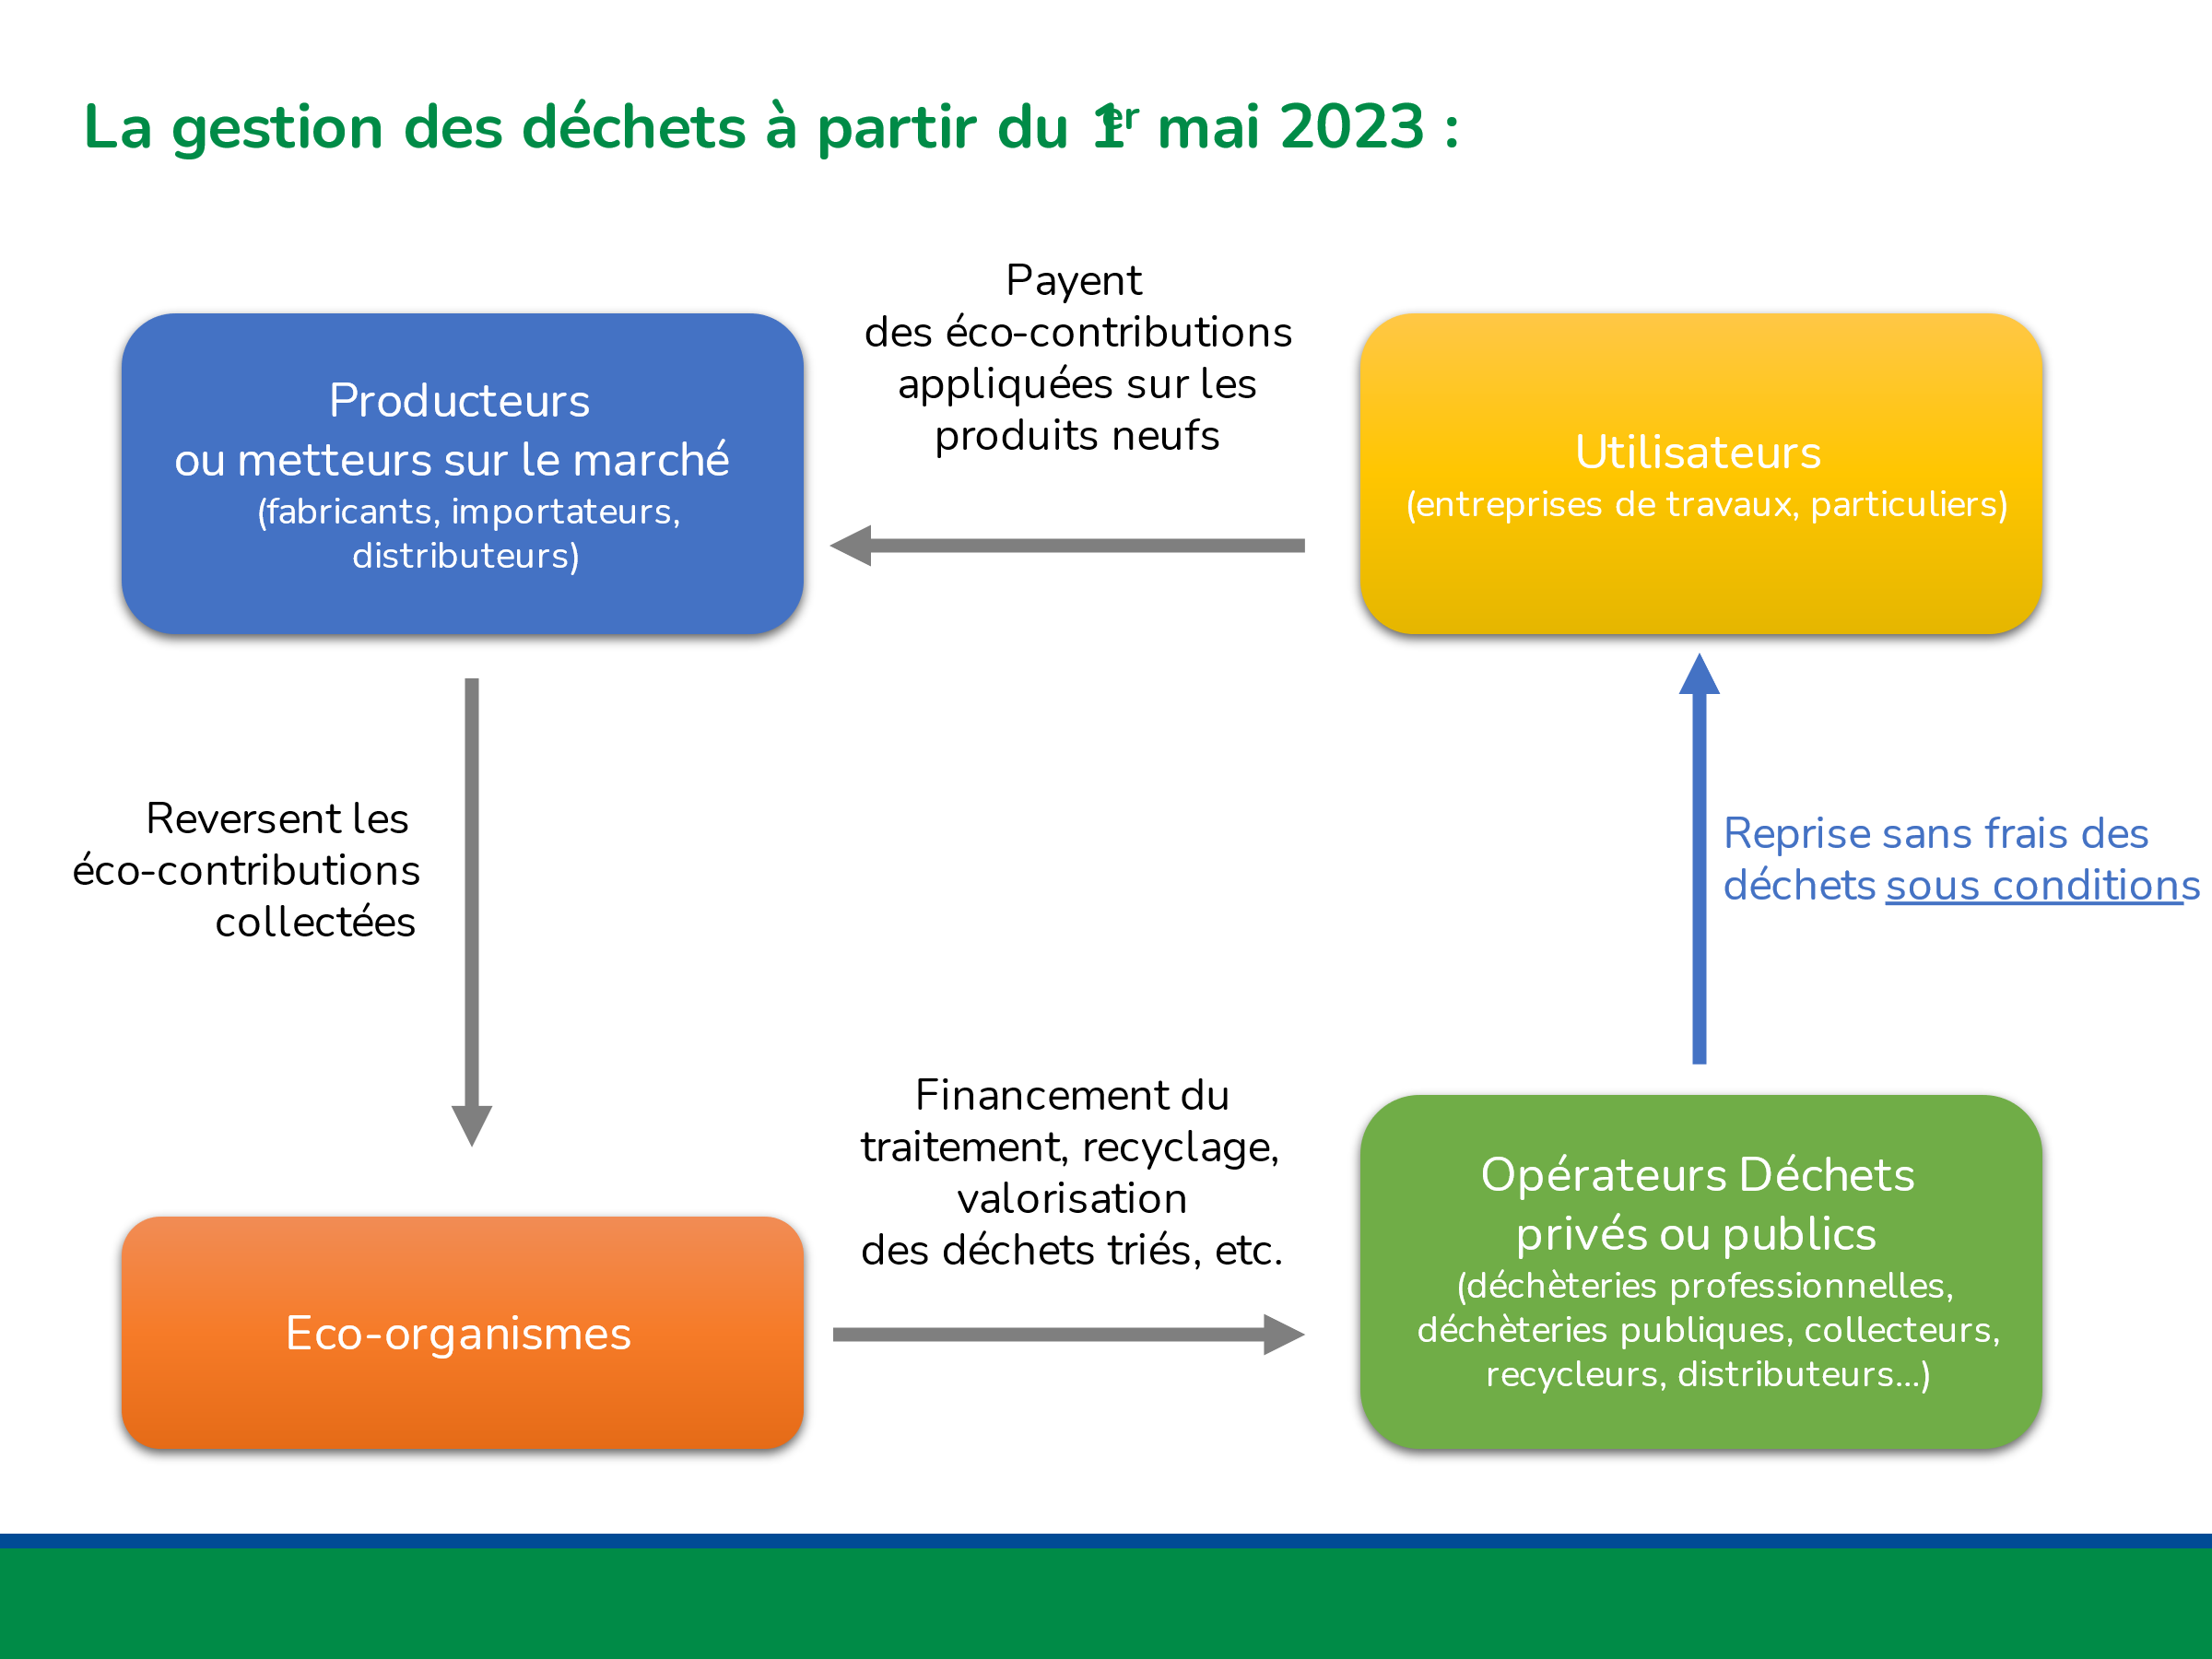 La gestion des déchets à partir du 1er mai 2023 :
Payent
des éco-contributions
appliquées sur les
produits neufs
Producteurs
ou metteurs sur le marché
(fabricants, importateurs,
distributeurs)
Utilisateurs
(entreprises de travaux, particuliers)
Reversent les
éco-contributions
collectées
Reprise sans frais des
déchets sous conditions
Financement du
traitement, recyclage,
valorisation
des déchets triés, etc.
Eco-organismes
Opérateurs Déchets
privés ou publics
(déchèteries professionnelles,
déchèteries publiques, collecteurs,
recycleurs, distributeurs...)